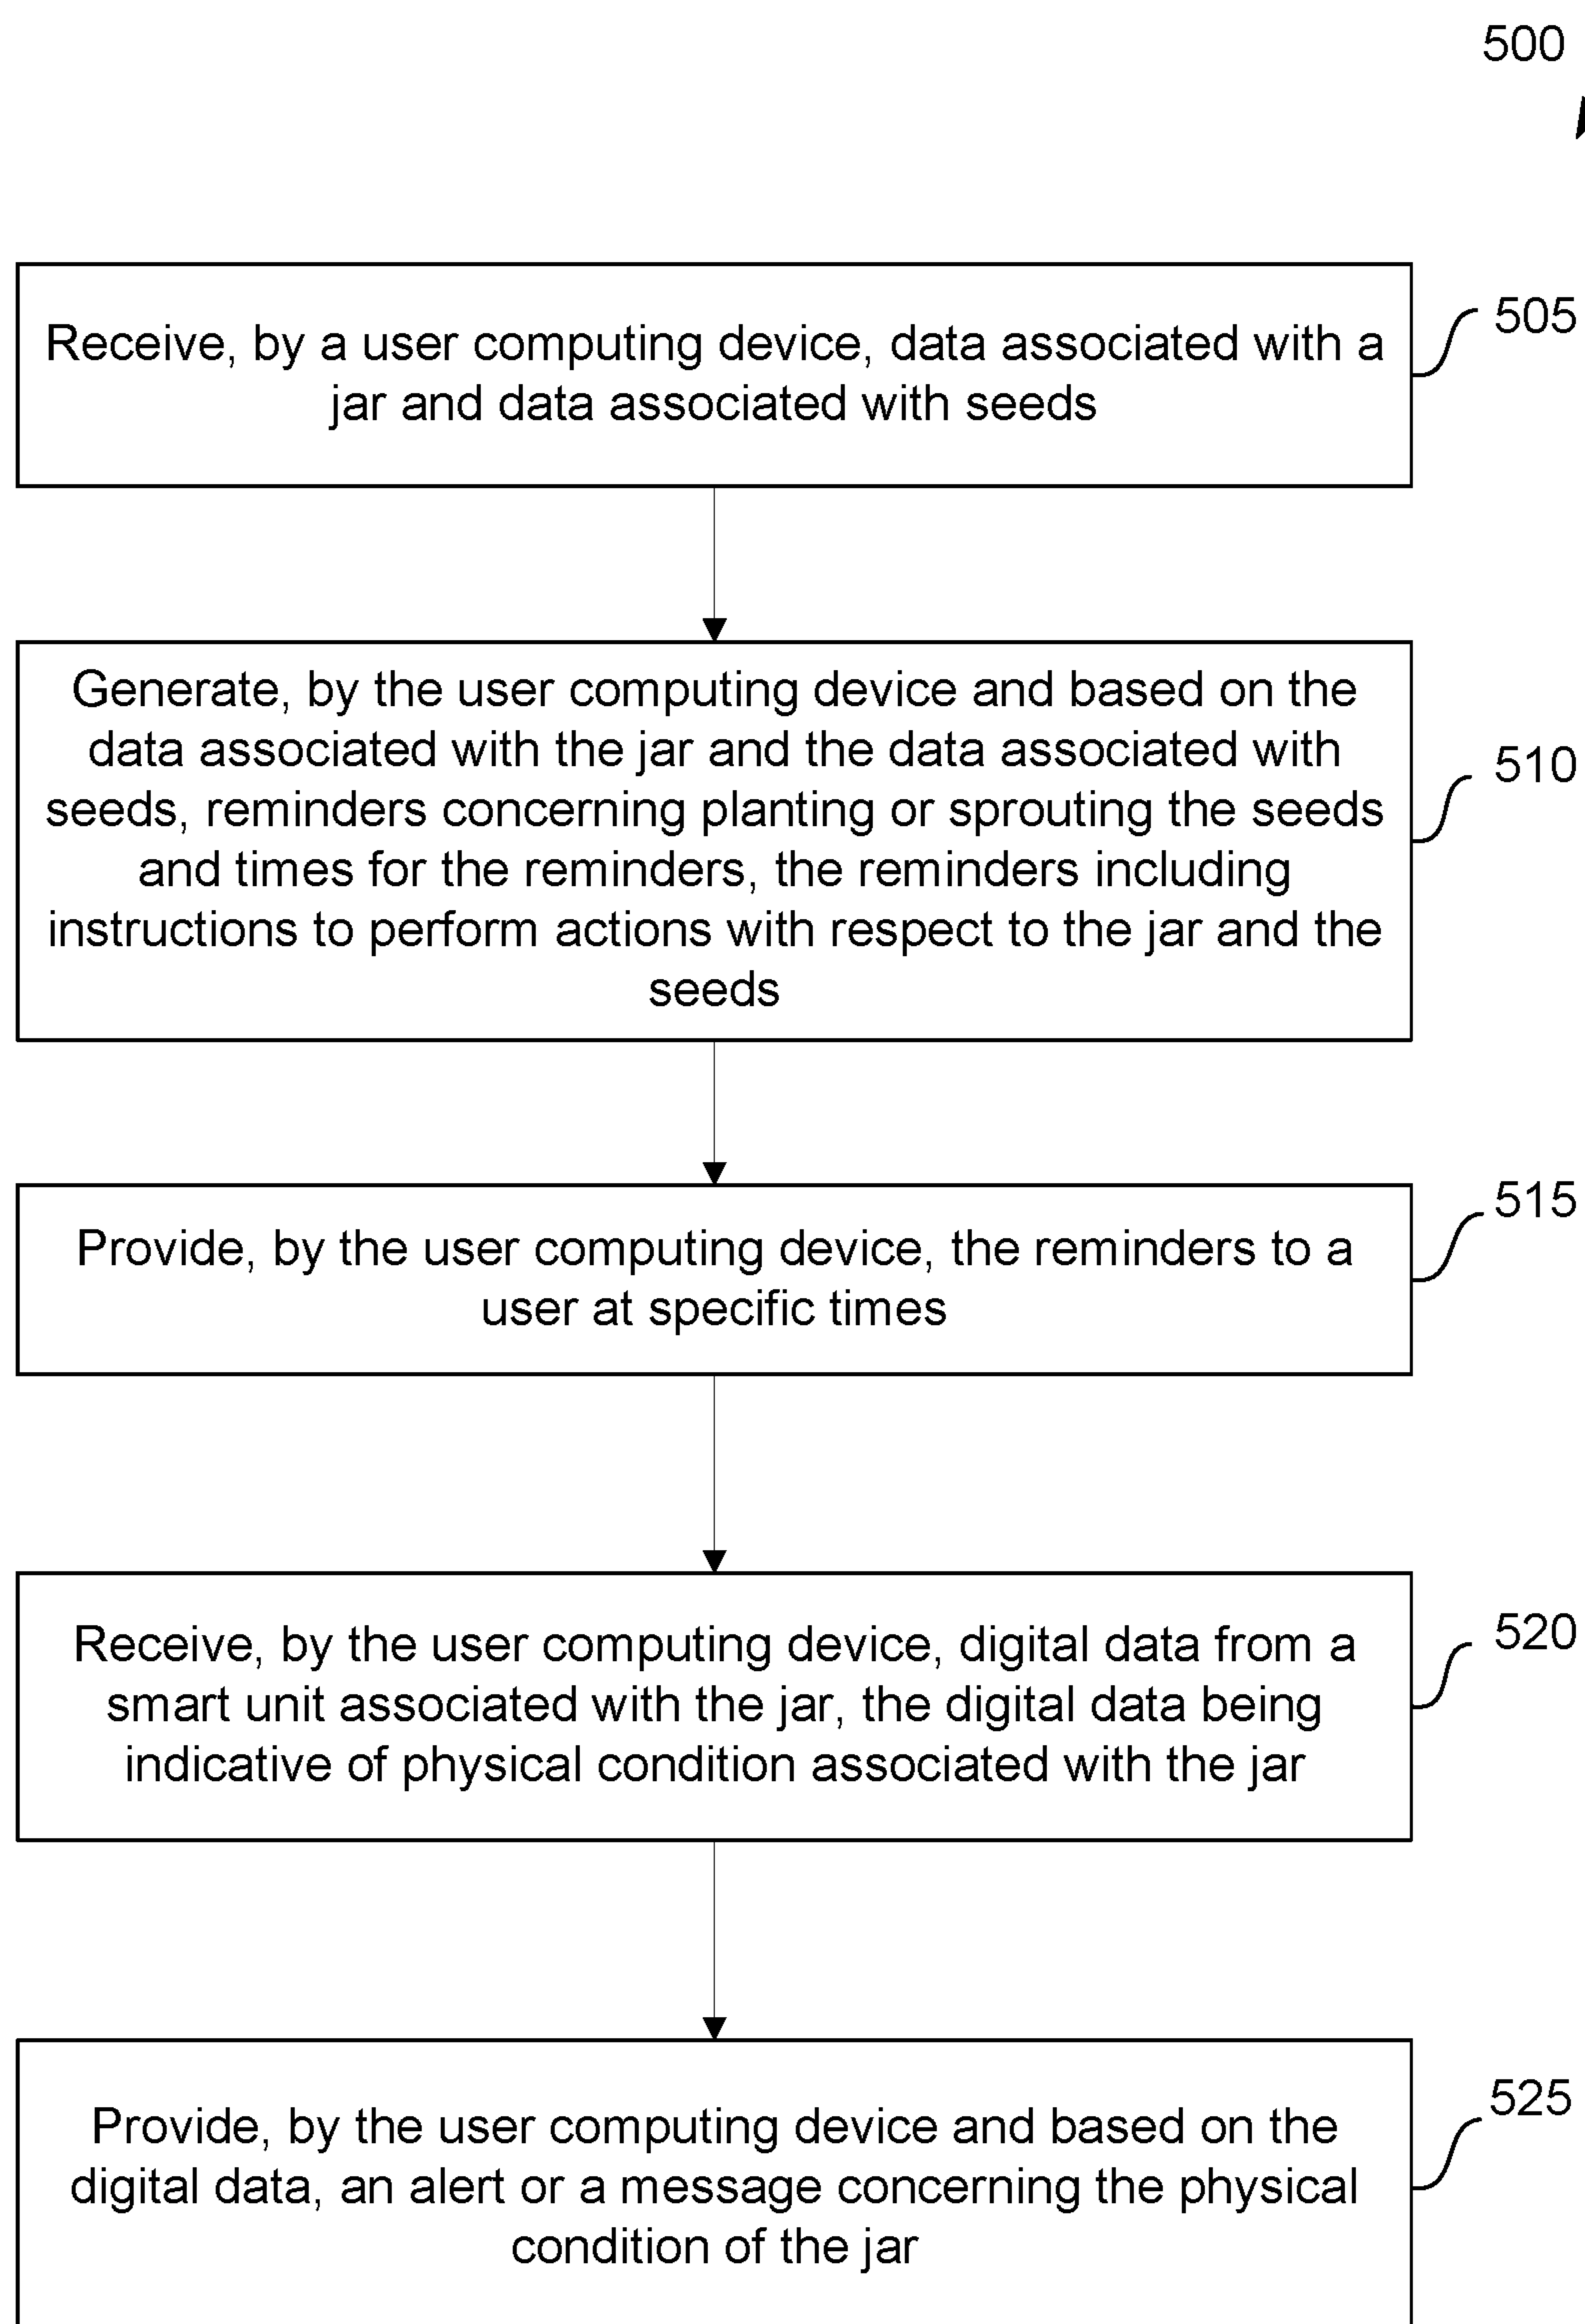 500
Receive, by a user computing device, data associated with a
jar and data associated with seeds
505
Generate, by the user computing device and based on the
data associated with the jar and the data associated with
seeds, reminders concerning planting or sprouting the seeds
and times for the reminders, the reminders including
instructions to perform actions with respect to the jar and the
seeds
510
Provide, by the user computing device, the reminders to a
user at specific times
515
Receive, by the user computing device, digital data from a
smart unit associated with the jar, the digital data being
indicative of physical condition associated with the jar
520
Provide, by the user computing device and based on the
digital data, an alert or a message concerning the physical
condition of the jar
525